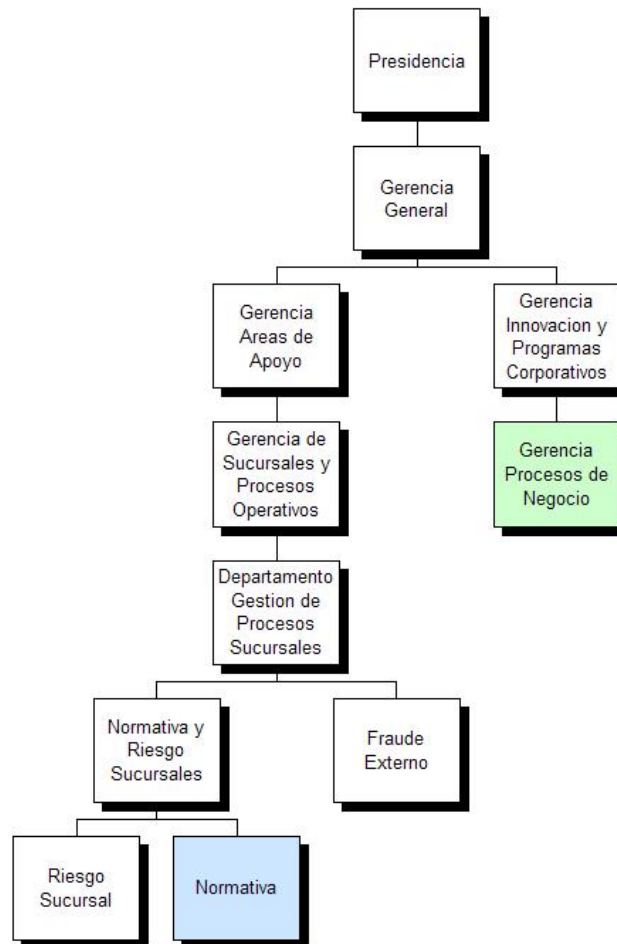 Presidencia
Gerencia
General
Gerencia
Areas de
Apoyo
Gerencia
Innovacion y
Programas
Corporativos
Gerencia de
Sucursales y
Procesos
Operativos
Gerencia
Procesos de
Negocio
Departamento
Gestion de
Procesos
Sucursales
Normativa y
Riesgo
Sucursales
Fraude
Externo
Riesgo
Sucursal
Normativa